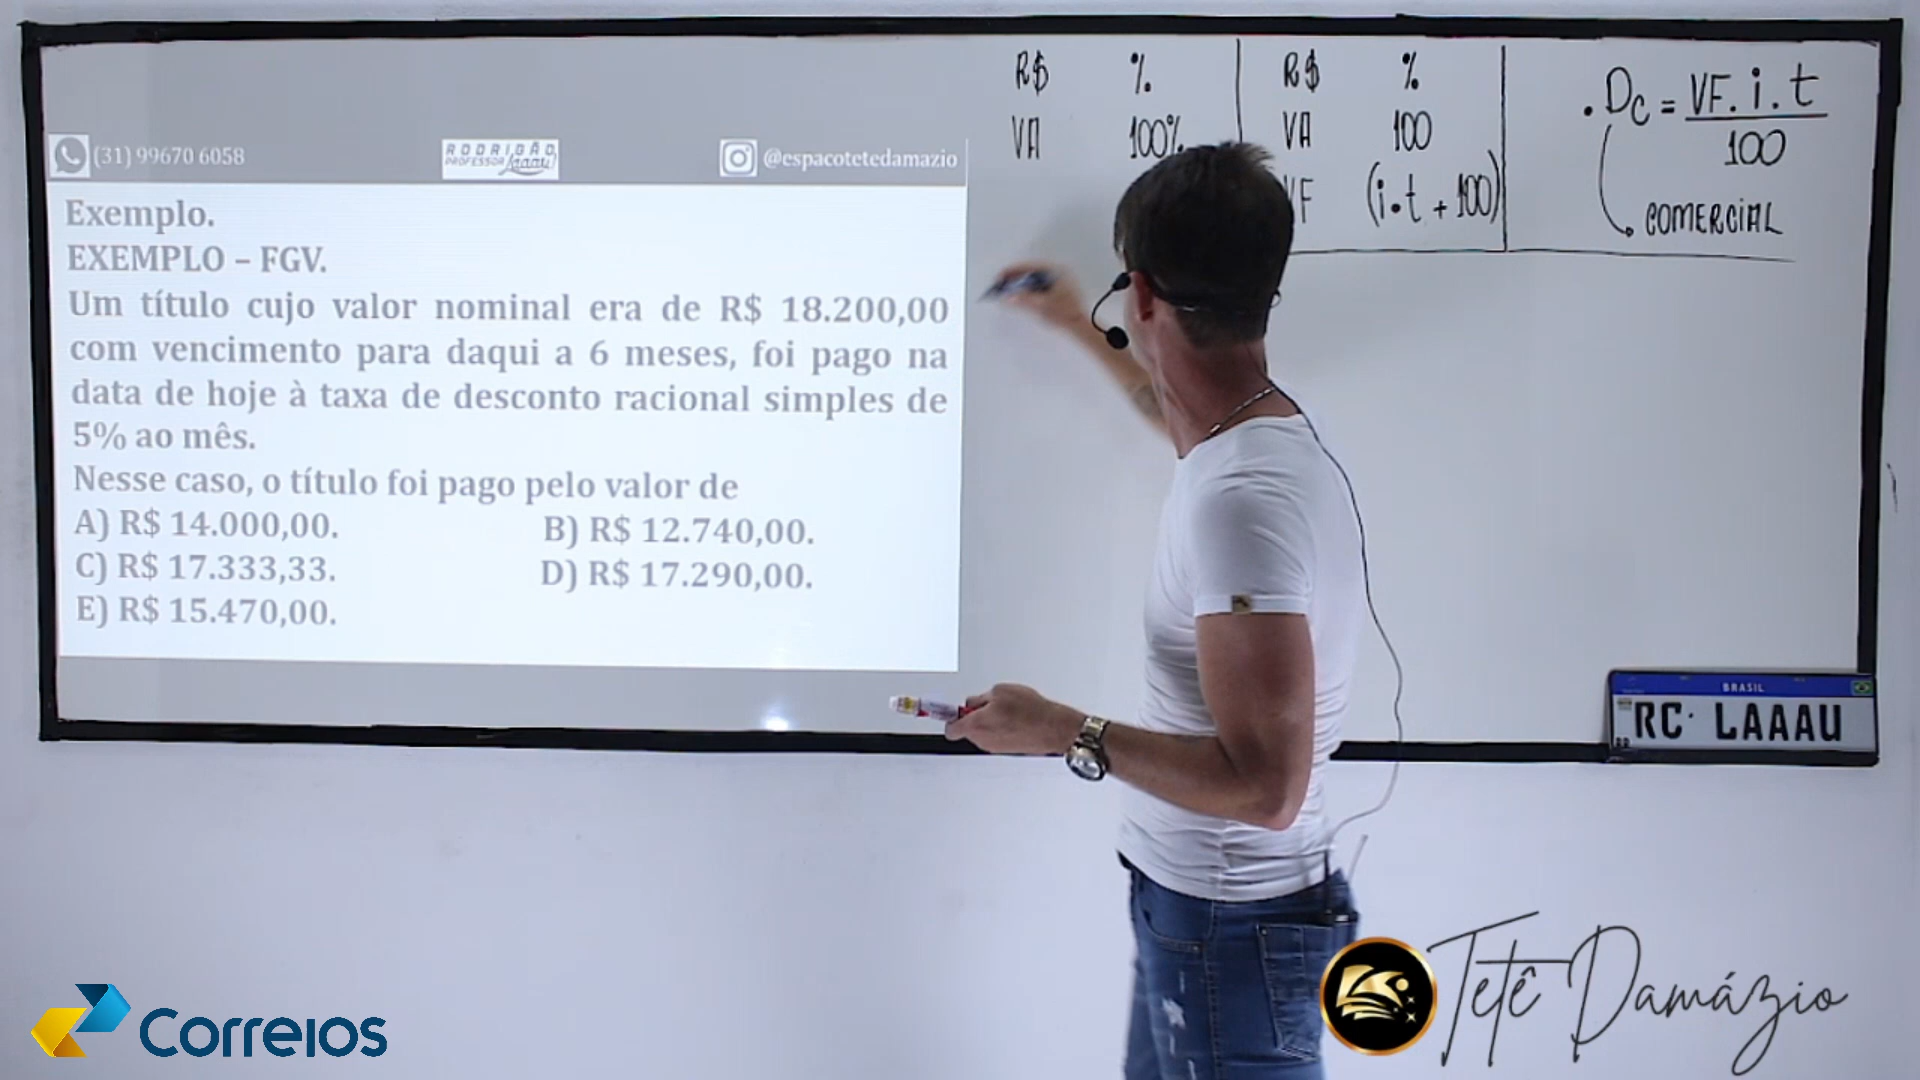 (31) 99670 6058
RODRIGÃO
PROFESSOR Laaau!
@espacotetedamazio
Exemplo.
EXEMPLO – FGV.
Um título cujo valor nominal era de R$ 18.200,00
com vencimento para daqui a 6 meses, foi pago na
data de hoje à taxa de desconto racional simples de
5% ao mês.
Nesse caso, o título foi pago pelo valor de
A) R$ 14.000,00. B) R$ 12.740,00.
C) R$ 17.333,33. D) R$ 17.290,00.
E) R$ 15.470,00.
R$ %
VA 100%
R$ %
VA 100
VF (i.t + 100)
. Dc = VF. i. t
100
COMERCIAL
BRASIL
BR
RC· LAAAU
Correios
Tetê Damázio